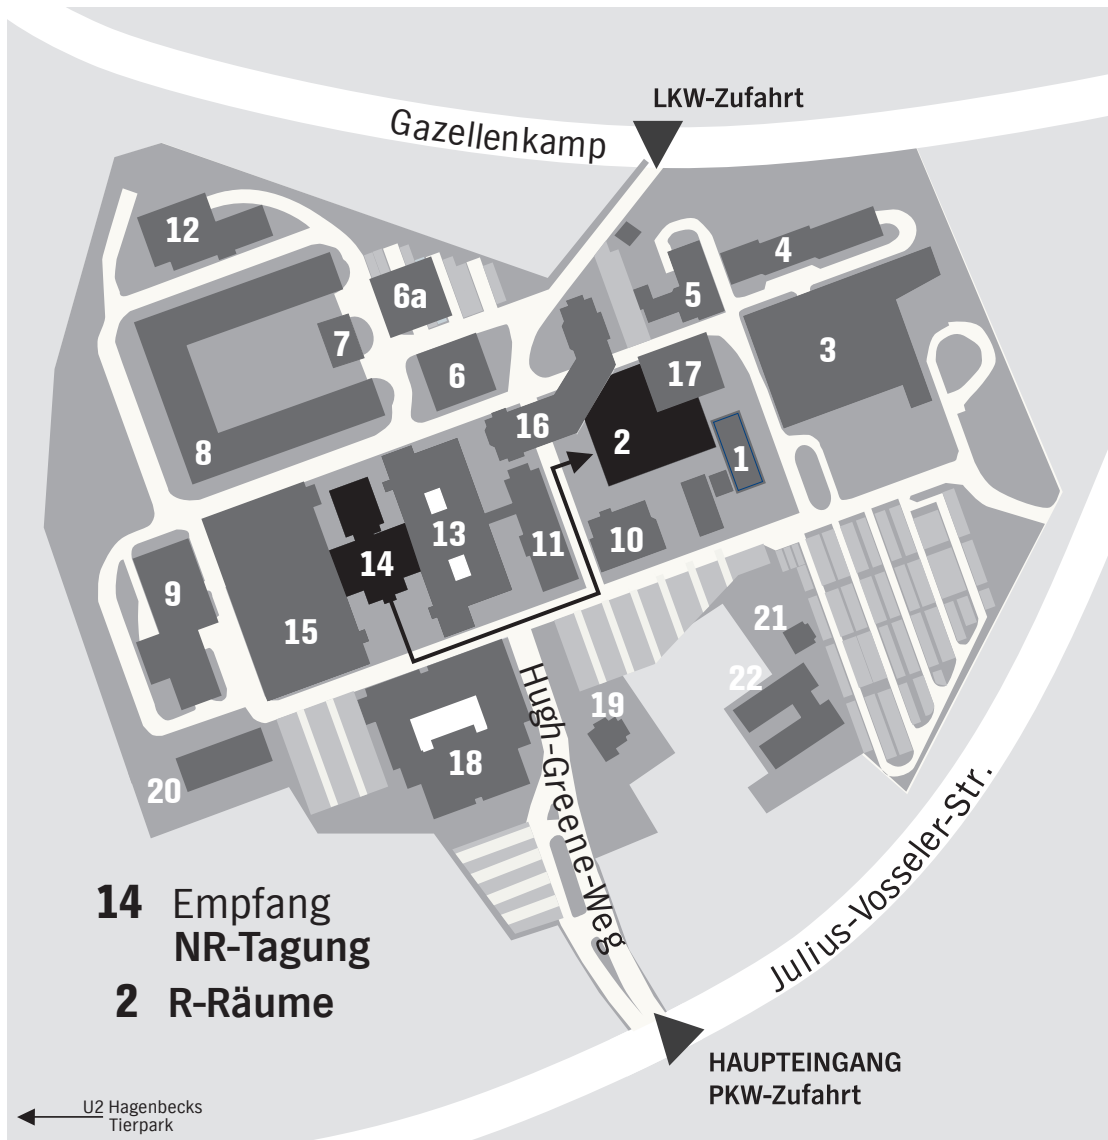 LKW-Zufahrt
Gazellenkamp
12
4
6a
5
7
3
6
17
8
16
2
1
13
11
10
14
9
15
21
22
19
18
20
Hugh-Greene-Weg
Julius-Vosseler-Str.
14 Empfang
NR-Tagung
2 R-Räume
HAUPTEINGANG
PKW-Zufahrt
U2 Hagenbecks
Tierpark